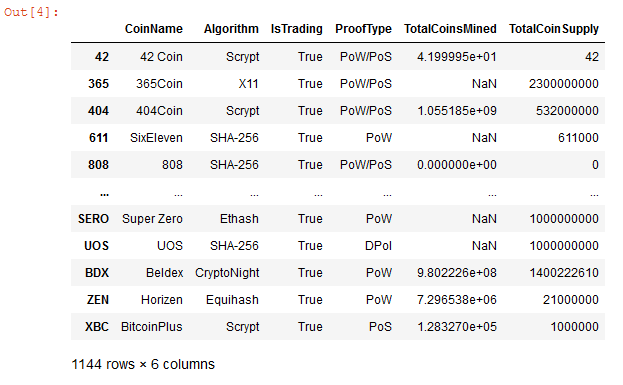 Out[4]:
CoinName Algorithm IsTrading ProofType TotalCoinsMined TotalCoinSupply
42 42 Coin Scrypt True PoW/PoS 4.199995e+01 42
365 365Coin X11 True PoW/PoS NaN 2300000000
404 404Coin Scrypt True PoW/PoS 1.055185e+09 532000000
611 SixEleven SHA-256 True PoW NaN 611000
808 808 SHA-256 True PoW/PoS 0.000000e+00 0
... ... ... ... ... ... ...
SERO Super Zero Ethash True PoW NaN 1000000000
UOS UOS SHA-256 True DPoI NaN 1000000000
BDX Beldex CryptoNight True PoW 9.802226e+08 1400222610
ZEN Horizen Equihash True PoW 7.296538e+06 21000000
XBC BitcoinPlus Scrypt True PoS 1.283270e+05 1000000
1144 rows × 6 columns